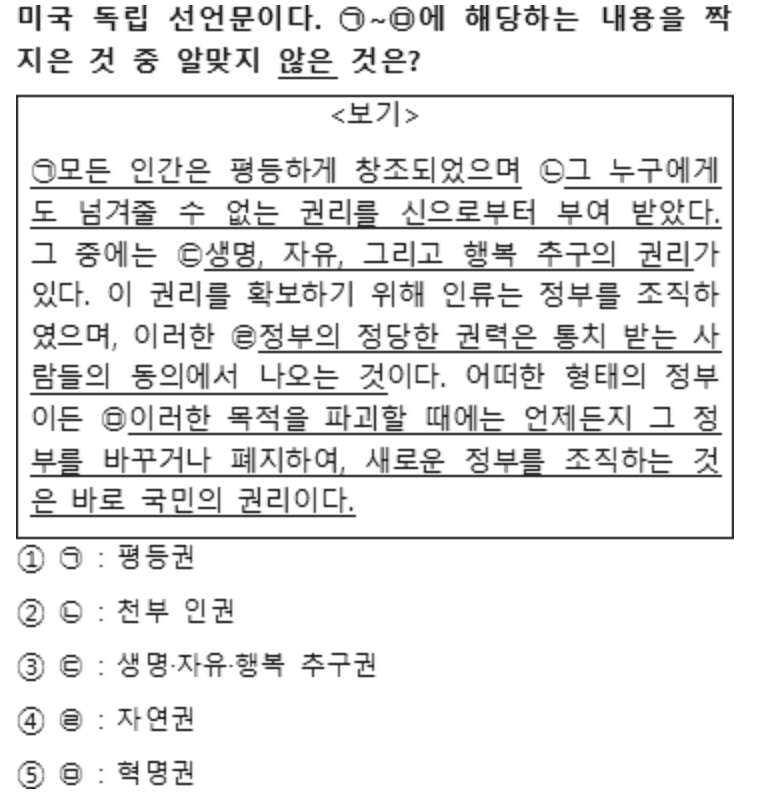 미국 독립 선언문이다. ㉠~㉤에 해당하는 내용을 짝
지은 것 중 알맞지 않은 것은?
<보기>
㉠모든 인간은 평등하게 창조되었으며 ㉡그 누구에게
도 넘겨줄 수 없는 권리를 신으로부터 부여 받았다.
그 중에는 ㉢생명, 자유, 그리고 행복 추구의 권리가
있다. 이 권리를 확보하기 위해 인류는 정부를 조직하
였으며, 이러한 ㉣정부의 정당한 권력은 통치 받는 사
람들의 동의에서 나오는 것이다. 어떠한 형태의 정부
이든 ㉤이러한 목적을 파괴할 때에는 언제든지 그 정
부를 바꾸거나 폐지하여, 새로운 정부를 조직하는 것
은 바로 국민의 권리이다.
① ㉠ : 평등권
② ㉡ : 천부 인권
③ ㉢ : 생명·자유·행복 추구권
④ ㉣ : 자연권
⑤ ㉤ : 혁명권